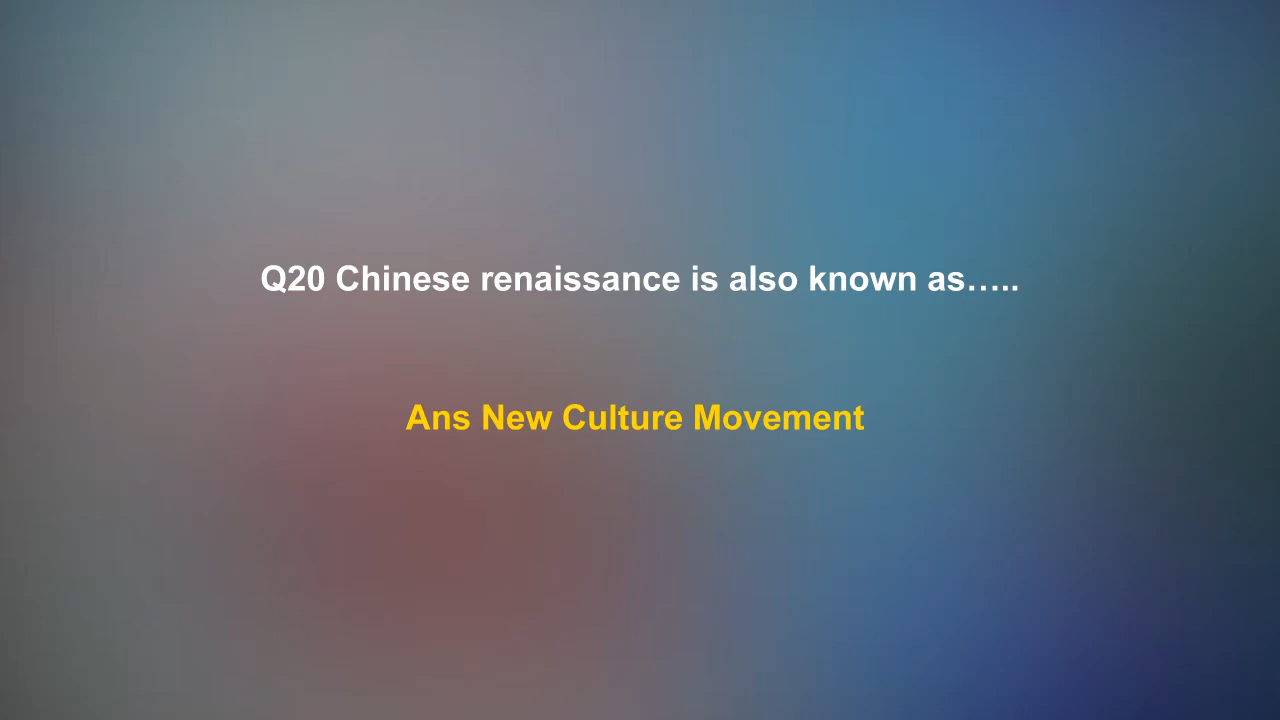 Q20 Chinese renaissance is also known as…..
Ans New Culture Movement